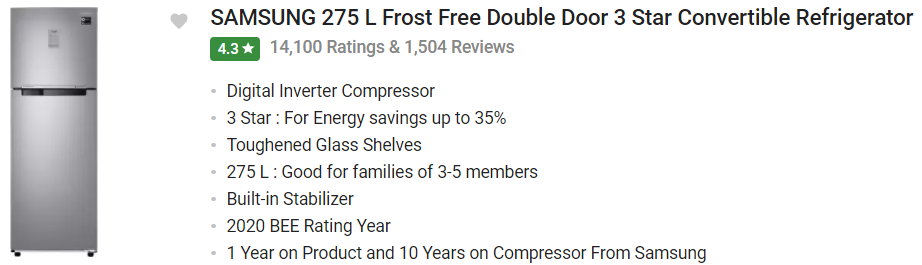 SAMSUNG 275 L Frost Free Double Door 3 Star Convertible Refrigerator
4.3★ 14,100 Ratings & 1,504 Reviews
• Digital Inverter Compressor
• 3 Star : For Energy savings up to 35%
• Toughened Glass Shelves
• 275 L : Good for families of 3-5 members
• Built-in Stabilizer
• 2020 BEE Rating Year
• 1 Year on Product and 10 Years on Compressor From Samsung